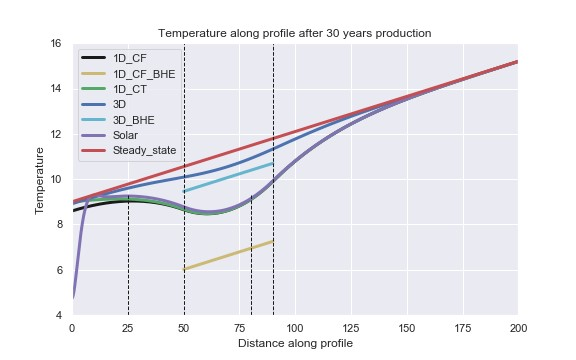 Temperature along profile after 30 years production
16
14
12
10
8
6
4
Temperature
1D_CF
1D_CF_BHE
1D_CT
3D
3D_BHE
Solar
Steady_state
0
25
50
75
100
125
150
175
200
Distance along profile